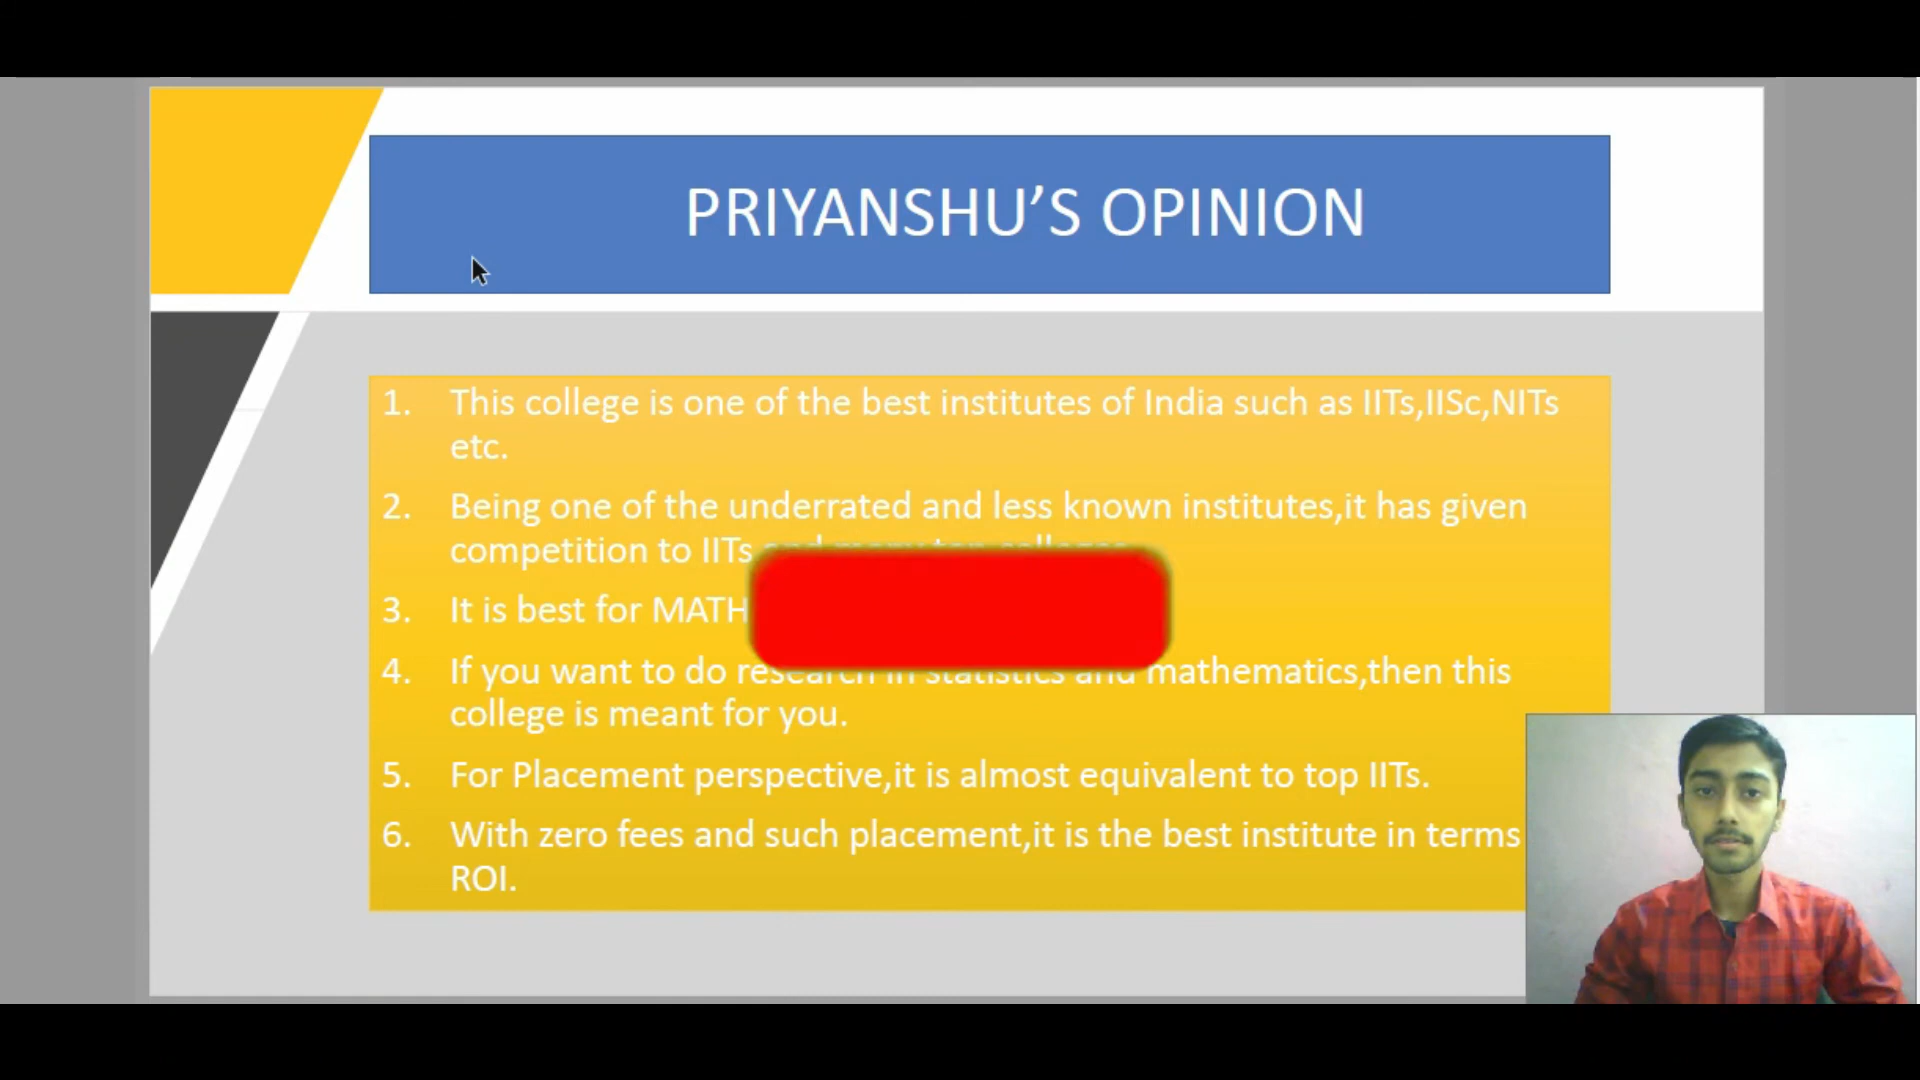 PRIYANSHU’S OPINION
1. This college is one of the best institutes of India such as IITs,IISc,NITs
etc.
2. Being one of the underrated and less known institutes,it has given
competition to IITs and many top colleges
3. It is best for MATH
4. If you want to do research in statistics and mathematics,then this
college is meant for you.
5. For Placement perspective,it is almost equivalent to top IITs.
6. With zero fees and such placement,it is the best institute in terms
ROI.